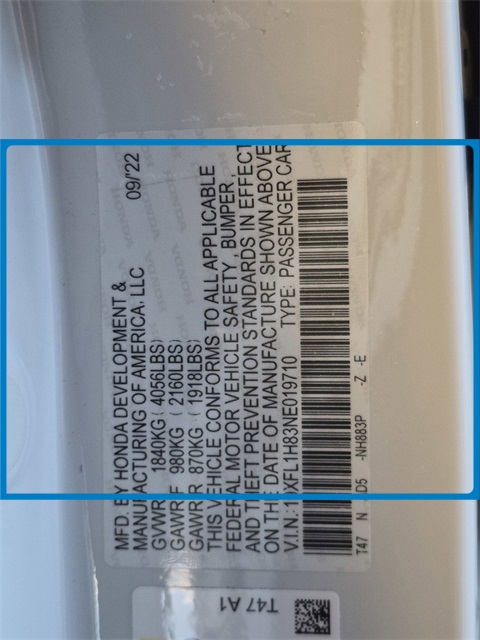 MFD. BY HONDA DEVELOPMENT &
MANUFACTURING OF AMERICA, LLC 09/'22
GVWR 1840KG ( 4056LBS)
GAWR F 980KG ( 2160LBS)
GAWR R 870KG ( 1918LBS)
THIS VEHICLE CONFORMS TO ALL APPLICABLE
FEDERAL MOTOR VEHICLE SAFETY, BUMPER
AND THEFT PREVENTION STANDARDS IN EFFECT
ON THE DATE OF MANUFACTURE SHOWN ABOVE
V.I.N.: TYPE: PASSENGER CAR
T47 N -NH883P -Z -E
T47 A1